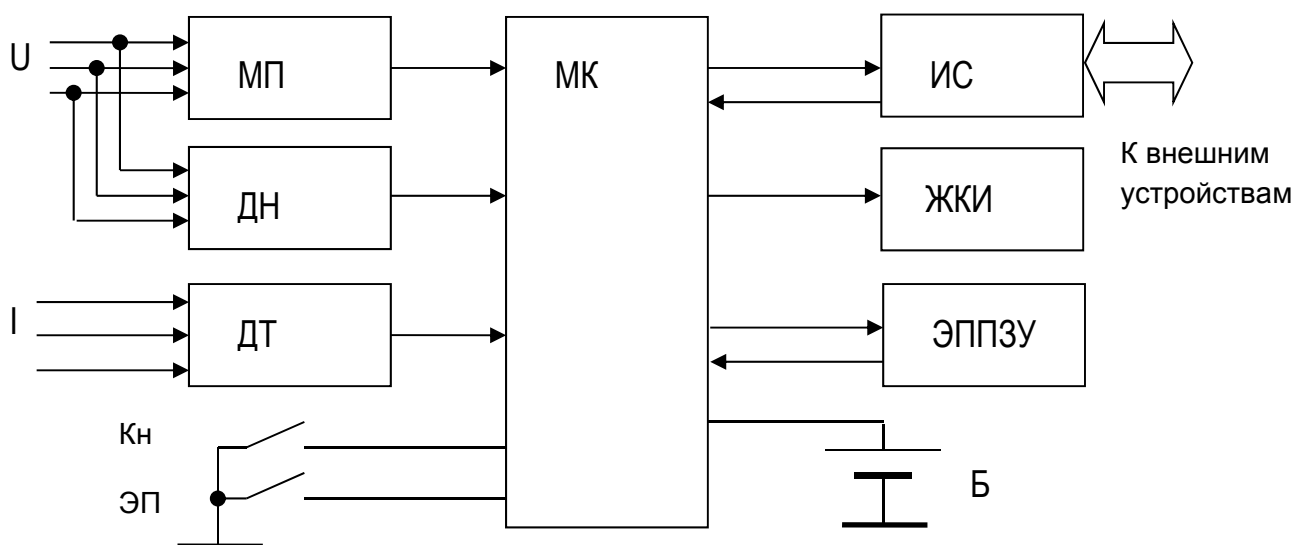 U
МП
МК
ИС
К внешним
устройствам
ДН
ЖКИ
I
ДТ
ЭППЗУ
Кн
ЭП
Б